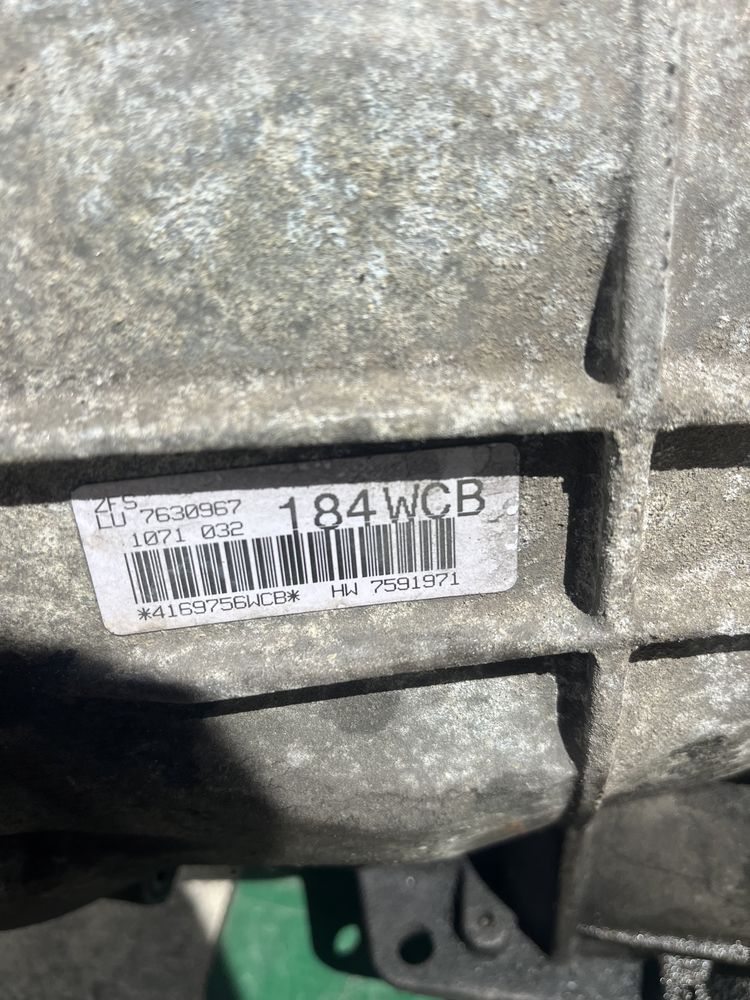 ZFS
LU 7630967
184WCB
1071 032
*4169756WCB*
HW 7591971